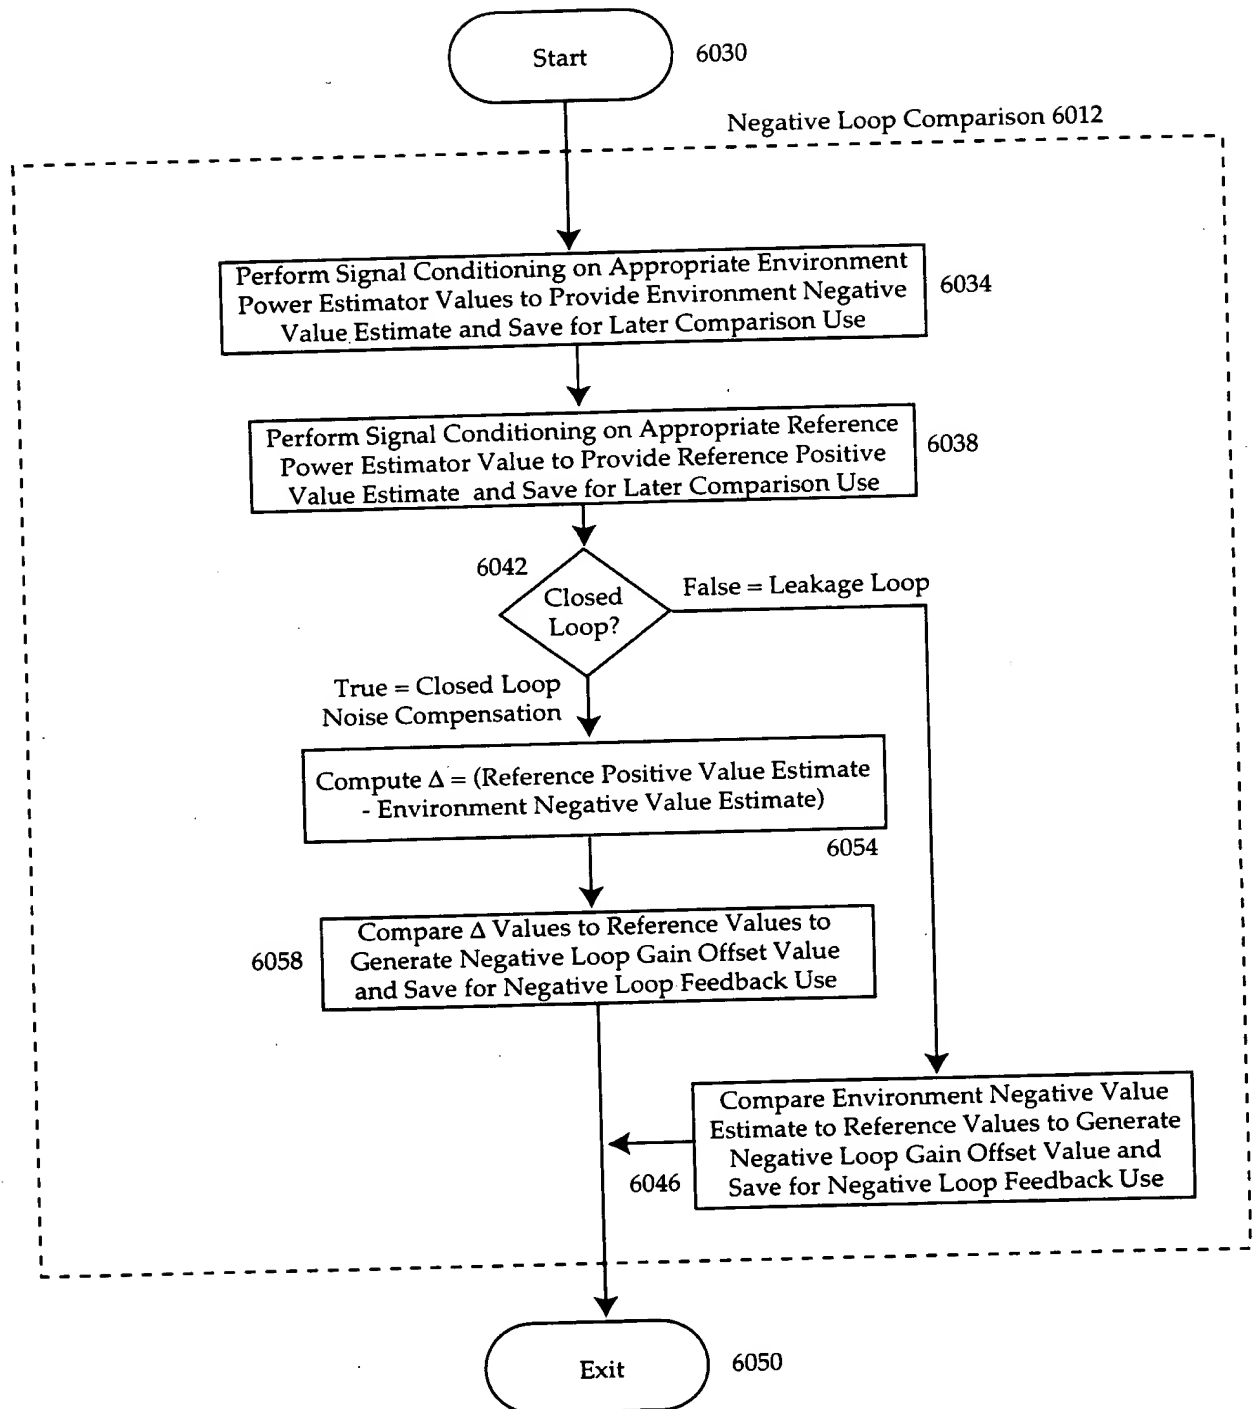 Start
6030
Negative Loop Comparison 6012
Perform Signal Conditioning on Appropriate Environment
Power Estimator Values to Provide Environment Negative
Value Estimate and Save for Later Comparison Use
6034
Perform Signal Conditioning on Appropriate Reference
Power Estimator Value to Provide Reference Positive
Value Estimate and Save for Later Comparison Use
6038
6042
Closed
Loop?
False = Leakage Loop
True = Closed Loop
Noise Compensation
Compute Δ = (Reference Positive Value Estimate
- Environment Negative Value Estimate)
6054
6058
Compare Δ Values to Reference Values to
Generate Negative Loop Gain Offset Value
and Save for Negative Loop Feedback Use
Compare Environment Negative Value
Estimate to Reference Values to Generate
Negative Loop Gain Offset Value and
Save for Negative Loop Feedback Use
6046
Exit
6050